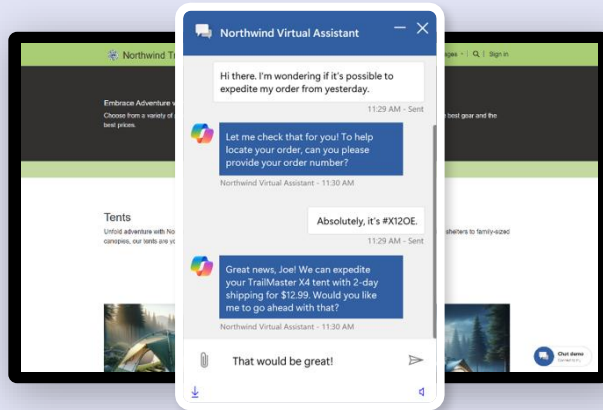 Northwind Virtual Assistant
Northwind Tr
ages
Sign in
Hi there. I'm wondering if it's possible to
expedite my order from yesterday.
11:29 AM - Sent
Embrace Adventure w
Choose from a variety of
best gear and the
best prices.
Let me check that for you! To help
locate your order, can you please
provide your order number?
Northwind Virtual Assistant - 11:30 AM
Absolutely, it's #X12OE.
11:29 AM - Sent
Tents
Unfold adventure with No
shelters to family-sized
canopies, our tents are yo
Great news, Joe! We can expedite
your TrailMaster X4 tent with 2-day
shipping for $12.99. Would you like
me to go ahead with that?
Northwind Virtual Assistant - 11:30 AM
That would be great!
Chat demo